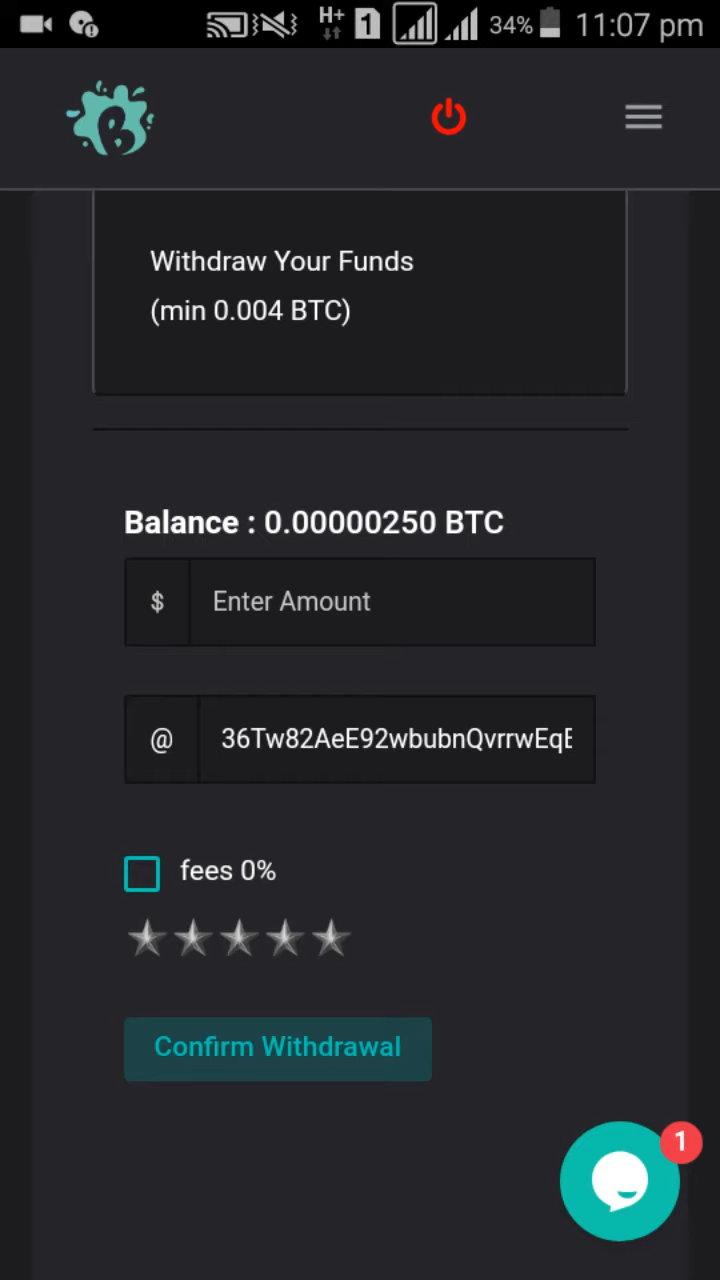 H+ 1 34% 11:07 pm
Withdraw Your Funds
(min 0.004 BTC)
Balance : 0.00000250 BTC
$ Enter Amount
@ 36Tw82AeE92wbubnQvrrwEqE
fees 0%
Confirm Withdrawal
1